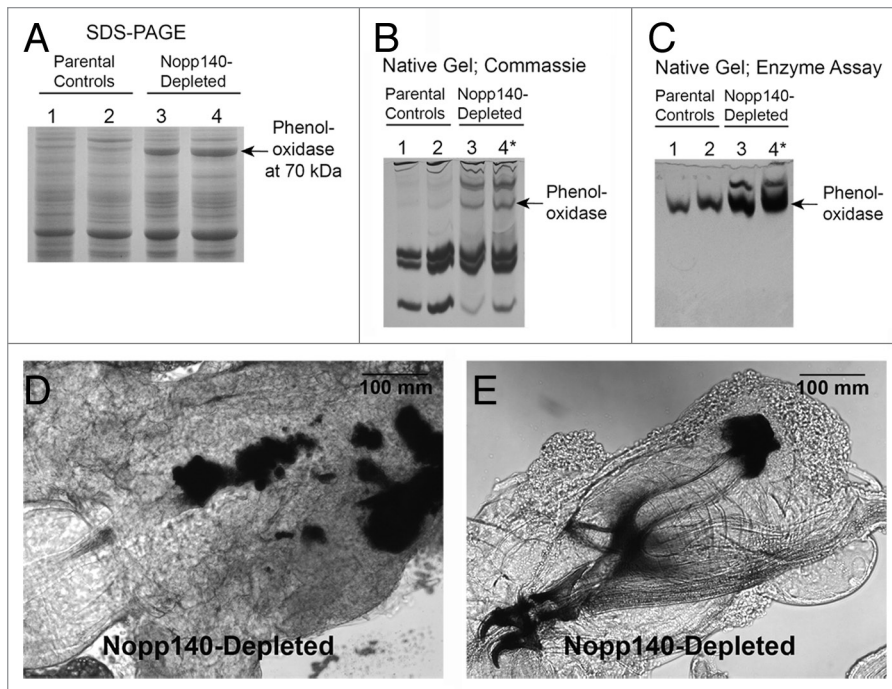 A
SDS-PAGE
Parental
Controls
Nopp140-
Depleted
1 2 3 4
Phenol-
oxidase
at 70 kDa
B
Native Gel; Commassie
Parental
Controls
Nopp140-
Depleted
1 2 3 4*
Phenol-
oxidase
C
Native Gel; Enzyme Assay
Parental
Controls
Nopp140-
Depleted
1 2 3 4*
Phenol-
oxidase
D
100 mm
Nopp140-Depleted
E
100 mm
Nopp140-Depleted